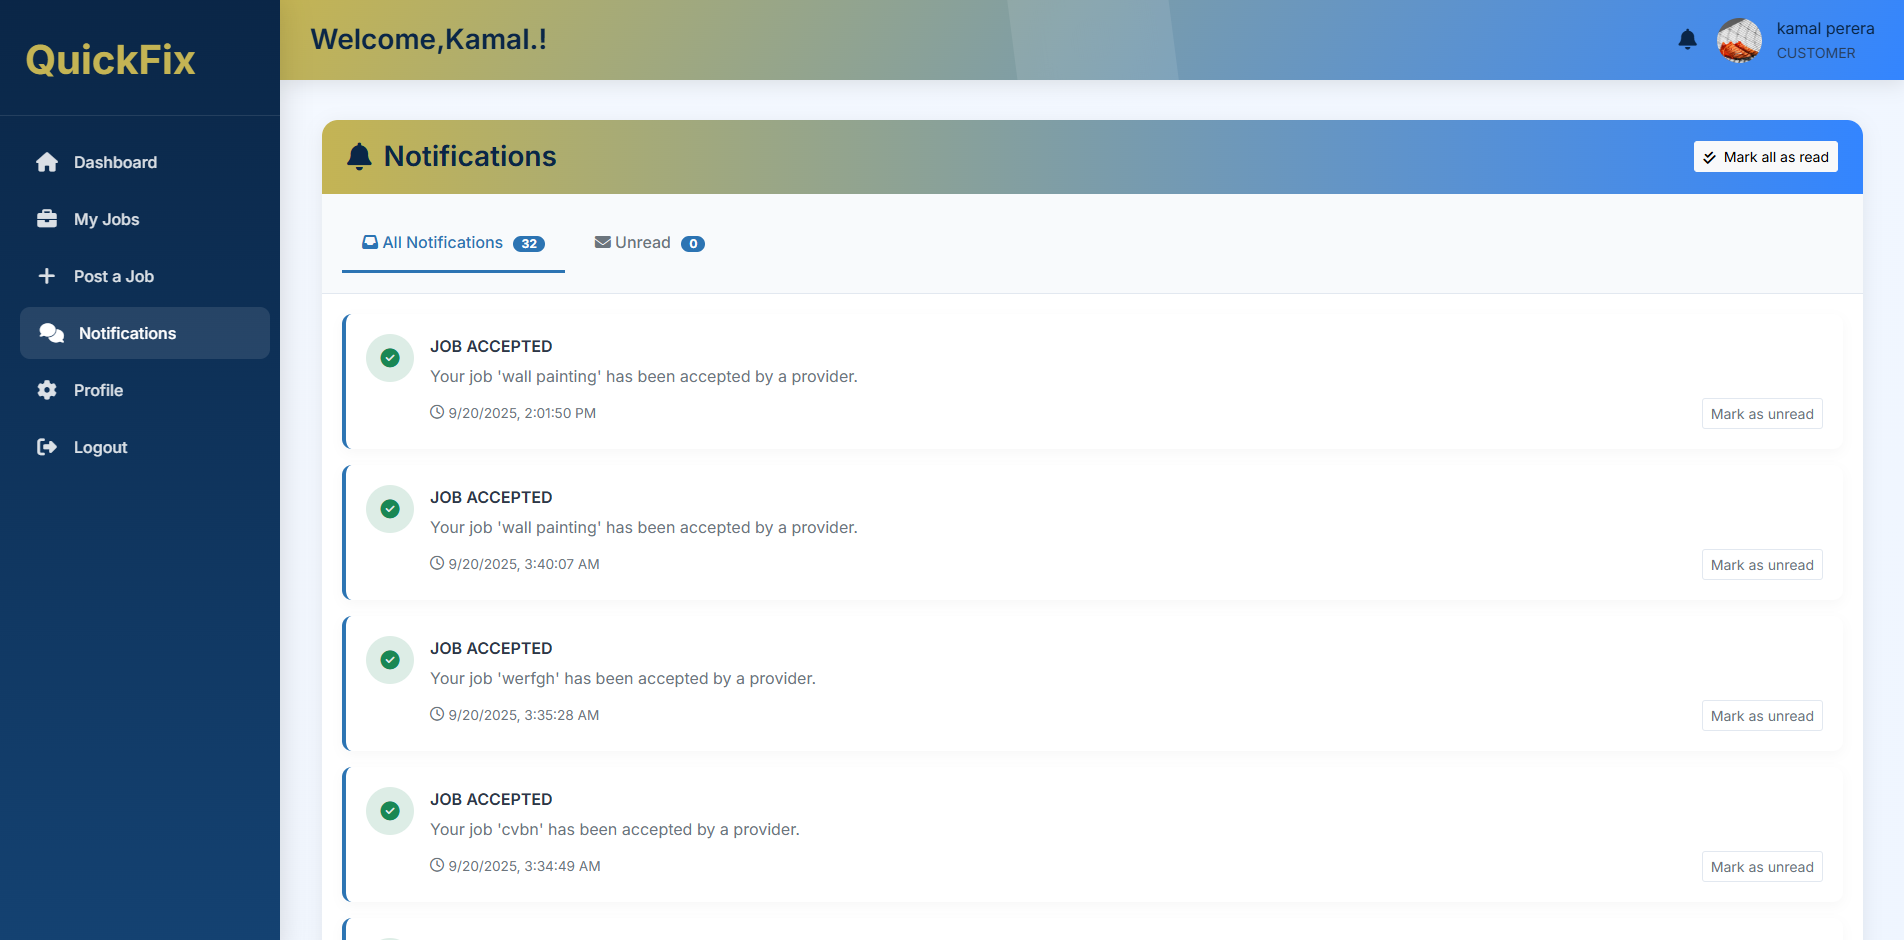 QuickFix
Dashboard
My Jobs
Post a Job
Notifications
Profile
Logout
Welcome,Kamal.!
kamal perera
CUSTOMER
Notifications
Mark all as read
All Notifications 32
Unread 0
JOB ACCEPTED
Your job 'wall painting' has been accepted by a provider.
9/20/2025, 2:01:50 PM
Mark as unread
JOB ACCEPTED
Your job 'wall painting' has been accepted by a provider.
9/20/2025, 3:40:07 AM
Mark as unread
JOB ACCEPTED
Your job 'werfgh' has been accepted by a provider.
9/20/2025, 3:35:28 AM
Mark as unread
JOB ACCEPTED
Your job 'cvbn' has been accepted by a provider.
9/20/2025, 3:34:49 AM
Mark as unread